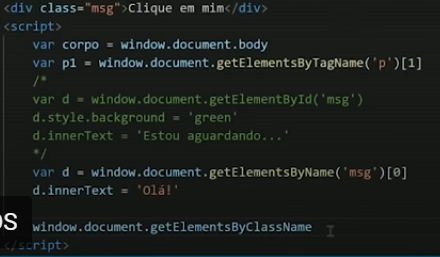 <div class="msg">Clique em mim</div>
<script>
var corpo = window.document.body
var p1 = window.document.getElementsByTagName('p')[1]
/*
var d = window.document.getElementById('msg')
d.style.background = 'green'
d.innerText = 'Estou aguardando...'
*/
var d = window.document.getElementsByName('msg')[0]
d.innerText = 'Olá!'
os
window.document.getElementsByClassName
</script>